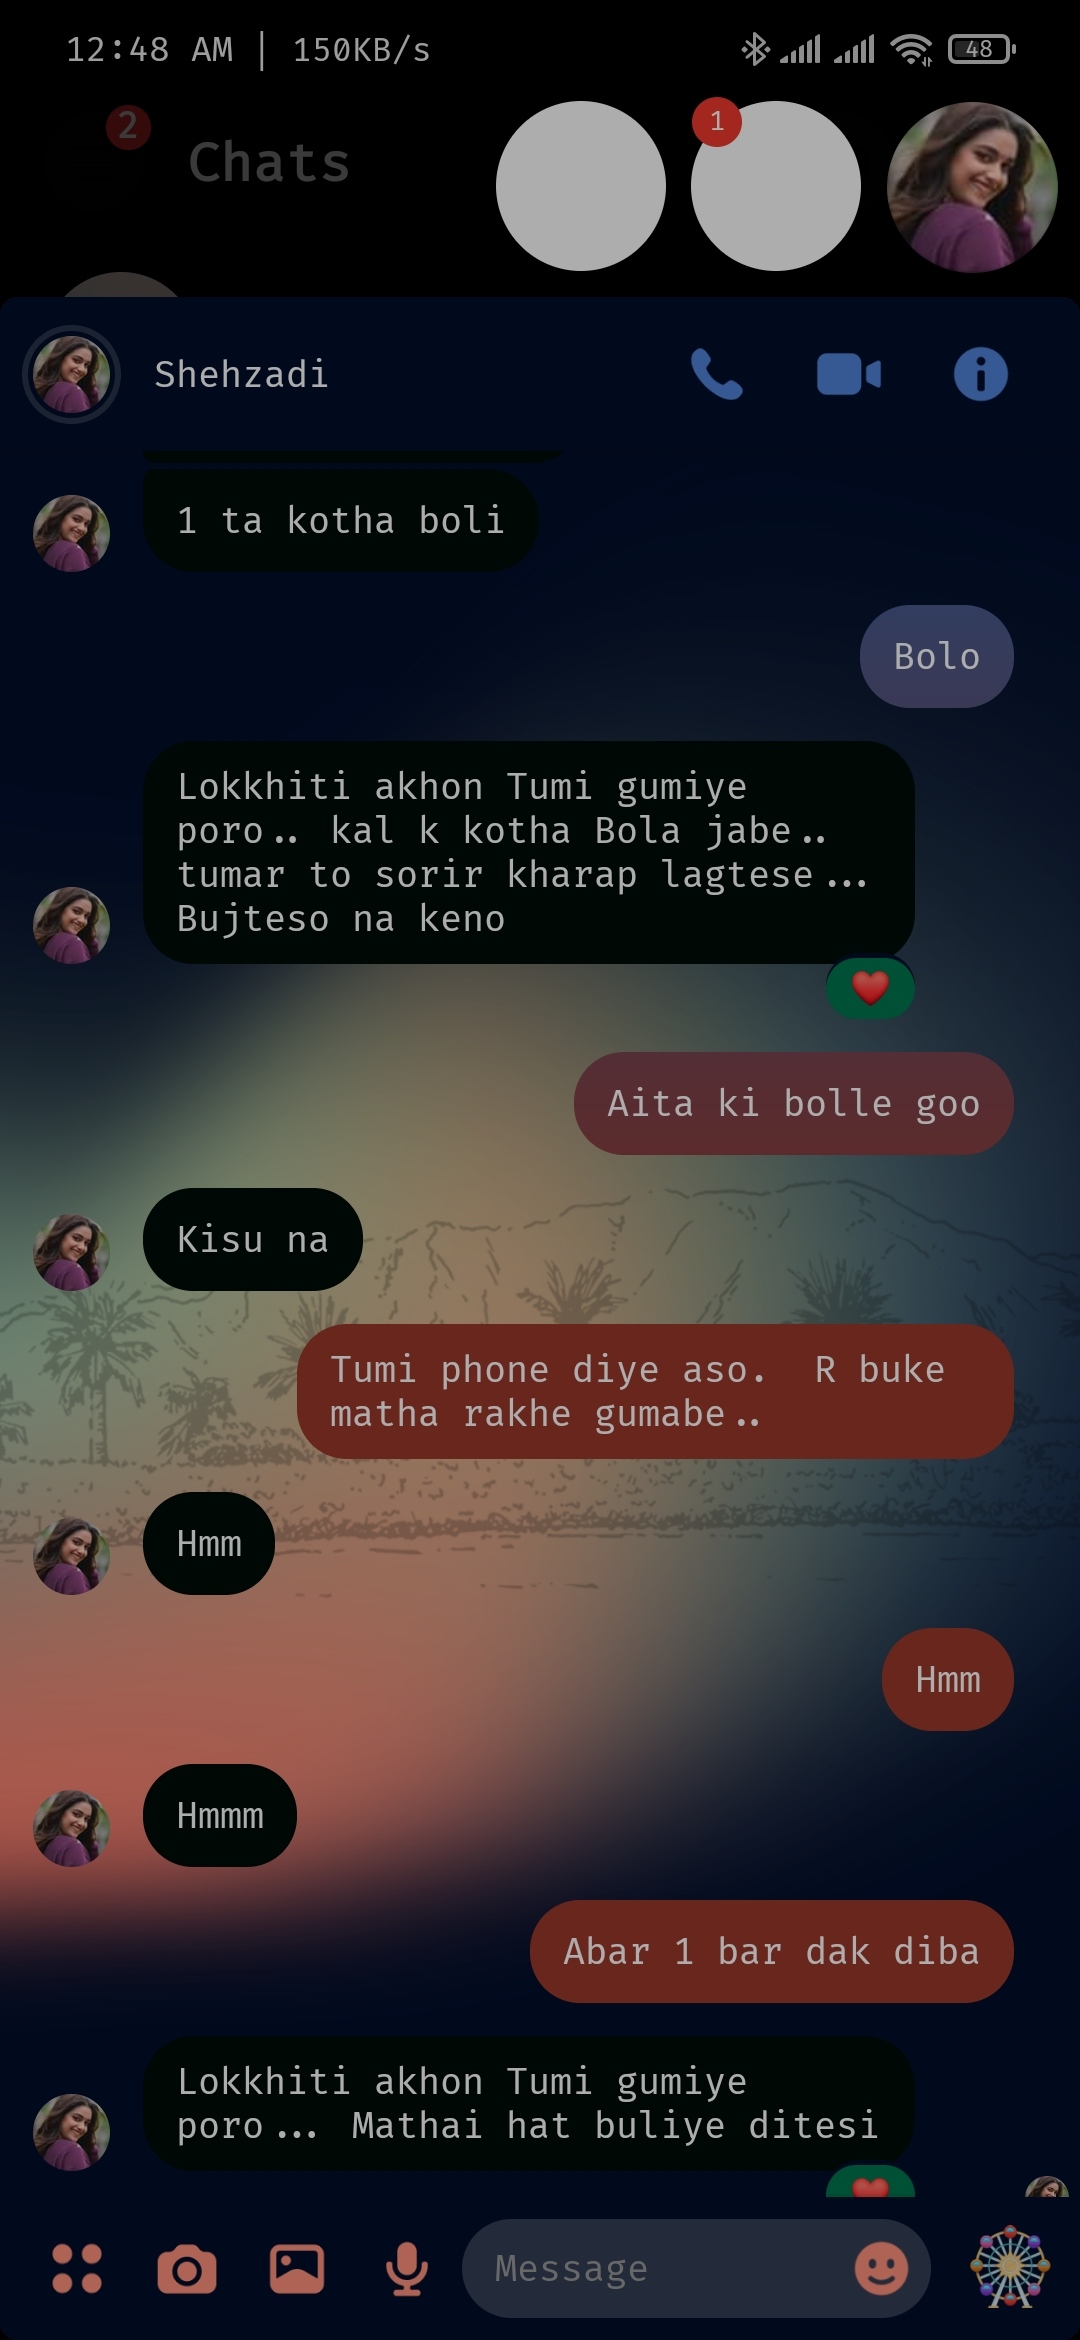 12:48 AM | 150KB/s
48
2
Chats
1
Shehzadi
1 ta kotha boli
Bolo
Lokkhiti akhon Tumi gumiye
poro.. kal k kotha Bola jabe..
tumar to sorir kharap lagtese...
Bujteso na keno
Aita ki bolle goo
Kisu na
Tumi phone diye aso.  R buke
matha rakhe gumabe..
Hmm
Hmm
Hmmm
Abar 1 bar dak diba
Lokkhiti akhon Tumi gumiye
poro... Mathai hat buliye ditesi
Message